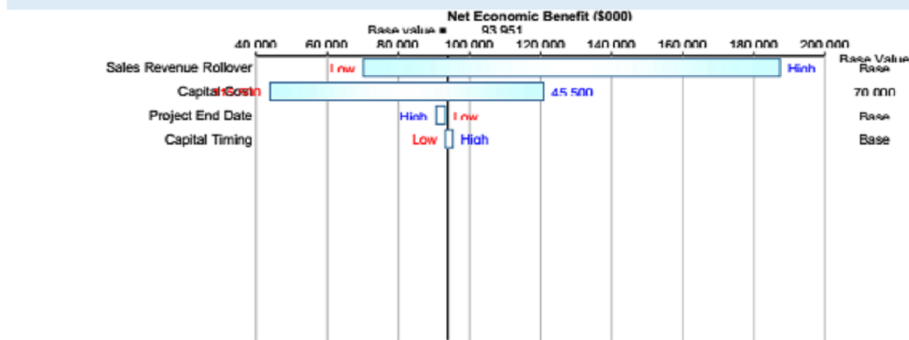 Net Economic Benefit ($000)
Base value = 93 951
40 000 60 000 80 000 100 000 120 000 140 000 160 000 180 000 200 000
Base Value
Sales Revenue Rollover Low High Base
Capital Cost 45 500 70 000
Project End Date High Low Base
Capital Timing Low High Base